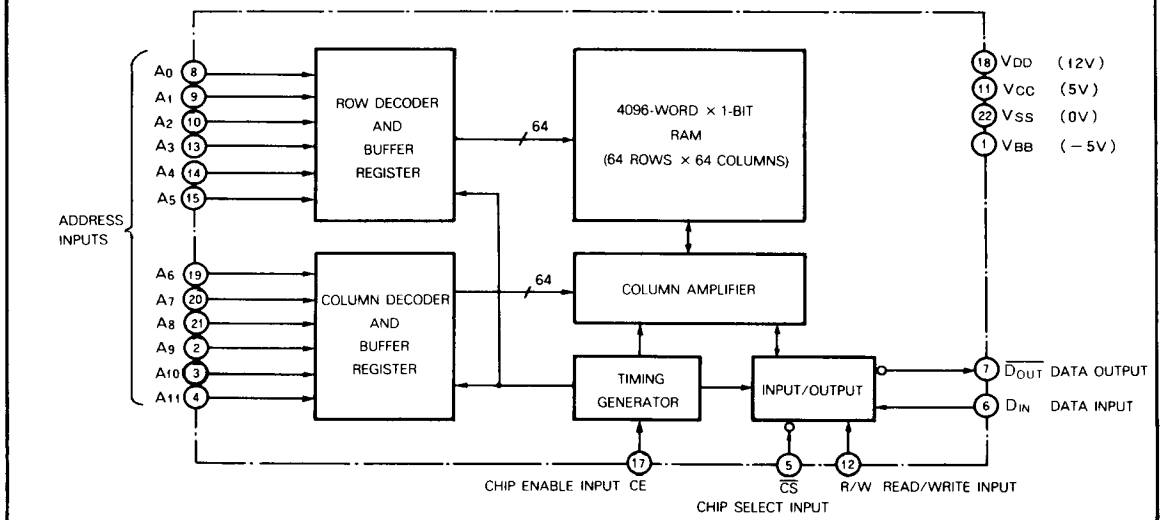 ADDRESS
INPUTS
A0 8
A1 9
A2 10
A3 13
A4 14
A5 15
A6 19
A7 20
A8 21
A9 2
A10 3
A11 4
ROW DECODER
AND
BUFFER
REGISTER
64
4096-WORD × 1-BIT
RAM
(64 ROWS × 64 COLUMNS)
18 VDD (12V)
11 VCC (5V)
22 VSS (0V)
1 VBB (−5V)
COLUMN DECODER
AND
BUFFER
REGISTER
64
COLUMN AMPLIFIER
TIMING
GENERATOR
INPUT/OUTPUT
7 D̅O̅U̅T̅ DATA OUTPUT
6 DIN DATA INPUT
17
CHIP ENABLE INPUT CE
5
C̅S̅
CHIP SELECT INPUT
12
R/W READ/WRITE INPUT